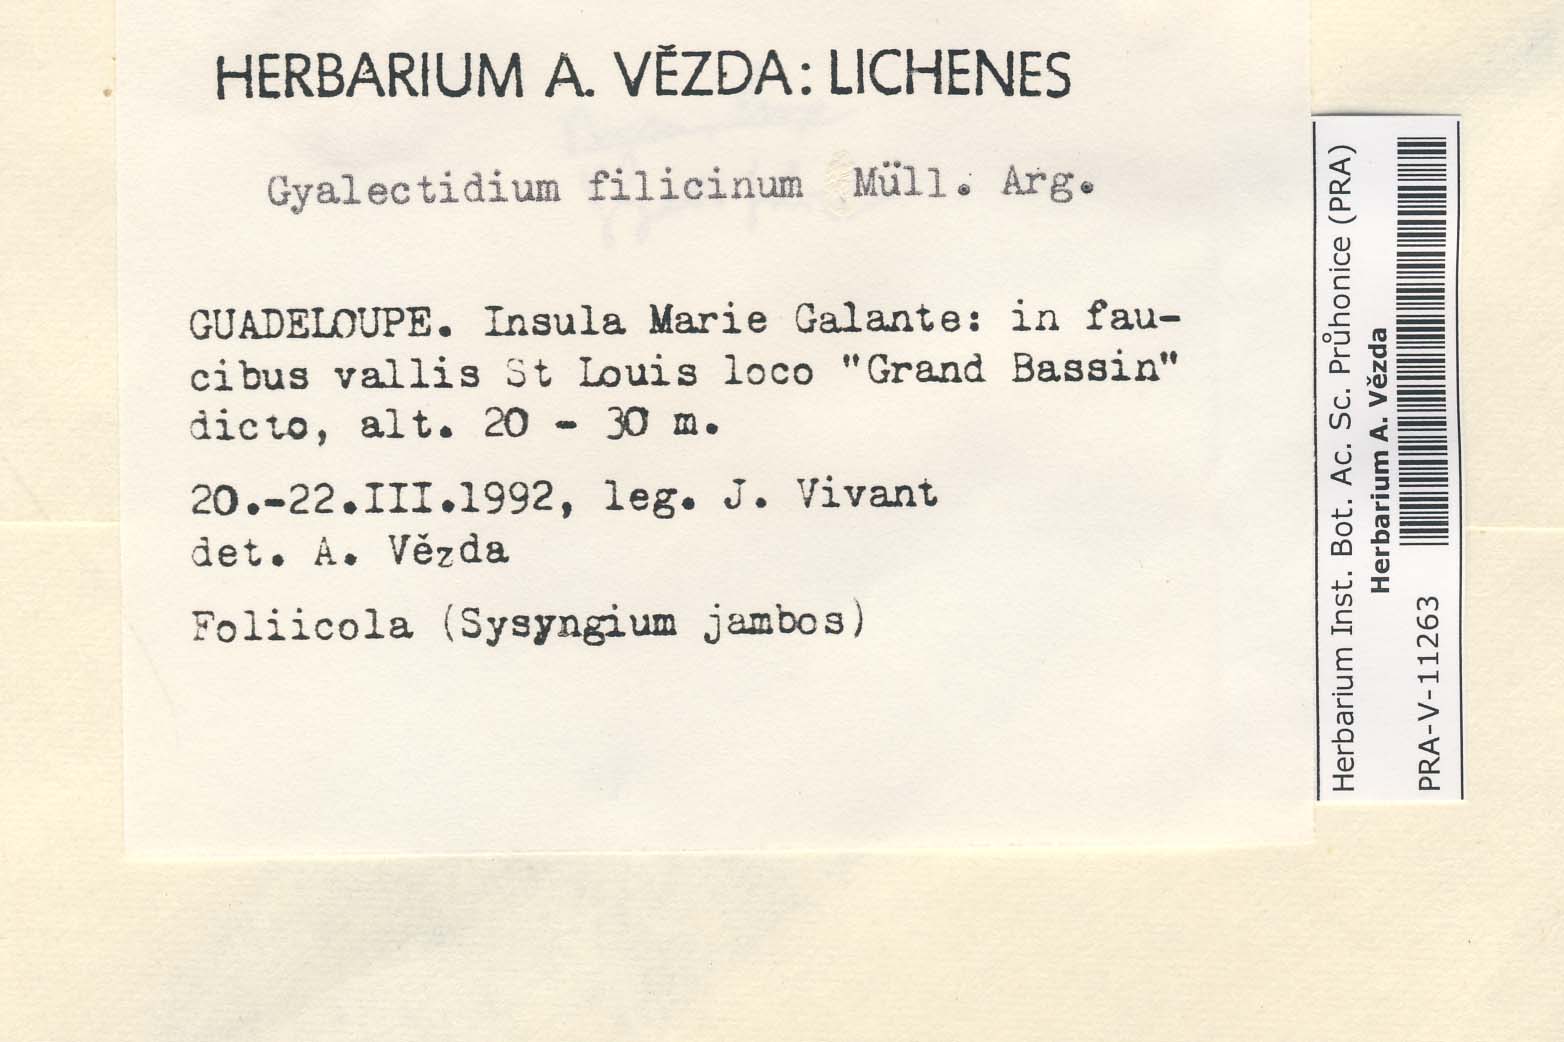 HERBARIUM A. VĚZDA: LICHENES
Gyalectidium filicinum Müll. Arg.
GUADELOUPE. Insula Marie Galante: in fau-
cibus vallis St Louis loco "Grand Bassin"
dicto, alt. 20 - 30 m.
20.-22.III.1992, leg. J. Vivant
det. A. Vězda
Foliicola (Sysyngium jambos)
Herbarium Inst. Bot. Ac. Sc. Průhonice (PRA)
Herbarium A. Vězda
PRA-V-11263